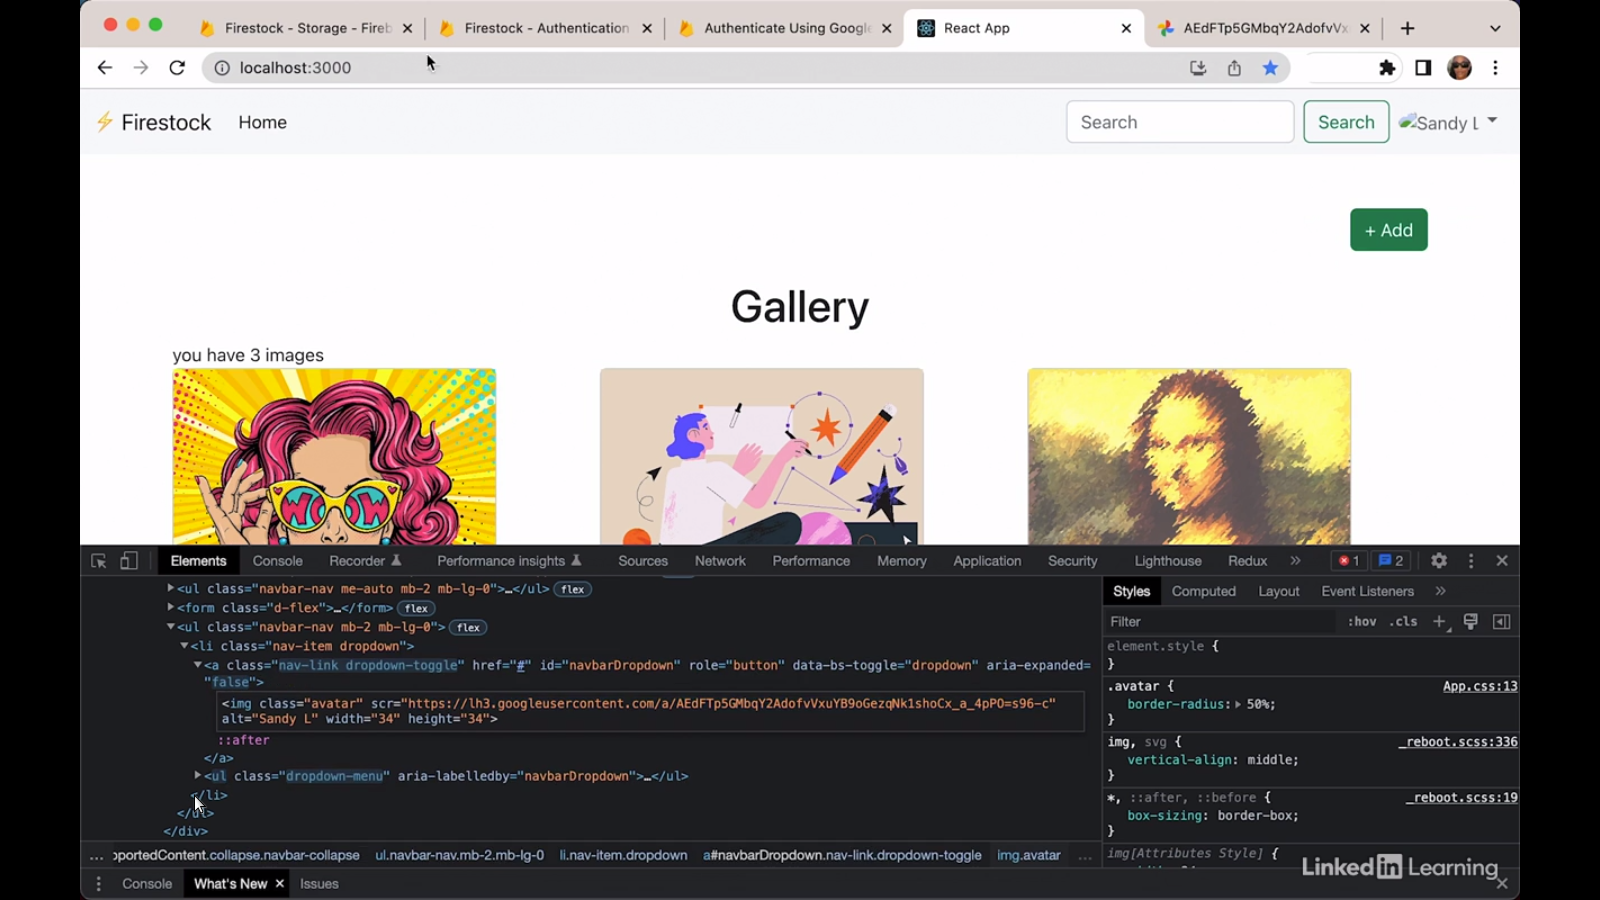 Firestock - Storage - Fireb
Firestock - Authentication
Authenticate Using Google
React App
AEdFTp5GMbqY2AdofvVx
localhost:3000
Firestock
Home
Search
Search
Sandy L
+ Add
Gallery
you have 3 images
WOW
Elements
Console
Recorder
Performance insights
Sources
Network
Performance
Memory
Application
Security
Lighthouse
Redux
»
1
2
<ul class="navbar-nav me-auto mb-2 mb-lg-0">…</ul> flex
<form class="d-flex">…</form> flex
<ul class="navbar-nav mb-2 mb-lg-0"> flex
<li class="nav-item dropdown">
<a class="nav-link dropdown-toggle" href="#" id="navbarDropdown" role="button" data-bs-toggle="dropdown" aria-expanded=
"false">
<img class="avatar" scr="https://lh3.googleusercontent.com/a/AEdFTp5GMbqY2AdofvVxuYB9oGezqNk1shoCx_a_4pPO=s96-c"
alt="Sandy L" width="34" height="34">
::after
</a>
<ul class="dropdown-menu" aria-labelledby="navbarDropdown">…</ul>
</li>
</ul>
</div>
… pportedContent.collapse.navbar-collapse ul.navbar-nav.mb-2.mb-lg-0 li.nav-item.dropdown a#navbarDropdown.nav-link.dropdown-toggle img.avatar …
Styles
Computed
Layout
Event Listeners
»
Filter
:hov
.cls
+
element.style {
}
.avatar { App.css:13
border-radius: 50%;
}
img, svg { _reboot.scss:336
vertical-align: middle;
}
*, ::after, ::before { _reboot.scss:19
box-sizing: border-box;
}
img[Attributes Style] {
Console
What's New
Issues
LinkedIn Learning